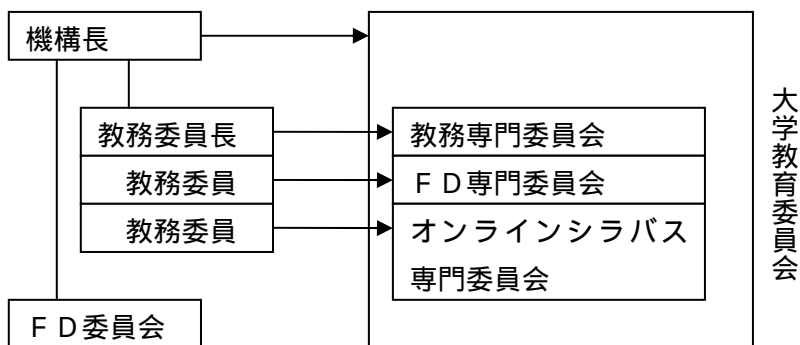 機構長
教務委員長
教務委員
教務委員
ＦＤ委員会
教務専門委員会
ＦＤ専門委員会
オンラインシラバス
専門委員会
大学教育委員会